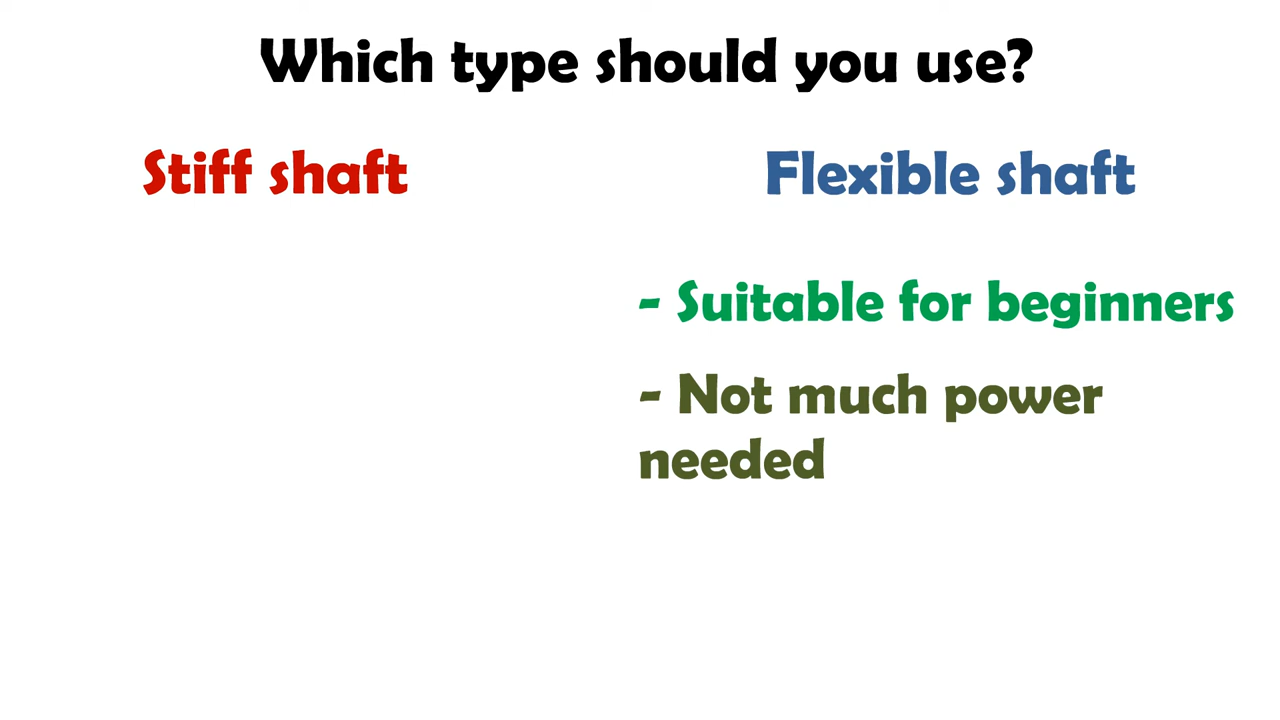 Which type should you use?
Stiff shaft
Flexible shaft
- Suitable for beginners
- Not much power
needed